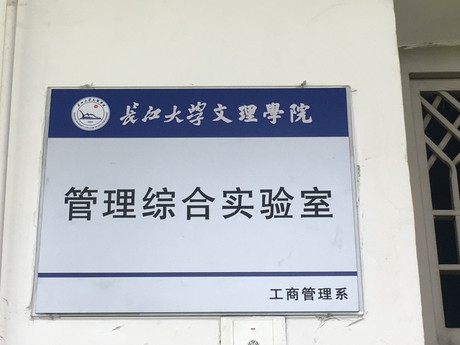 长江大学文理學院
管理综合实验室
工商管理系